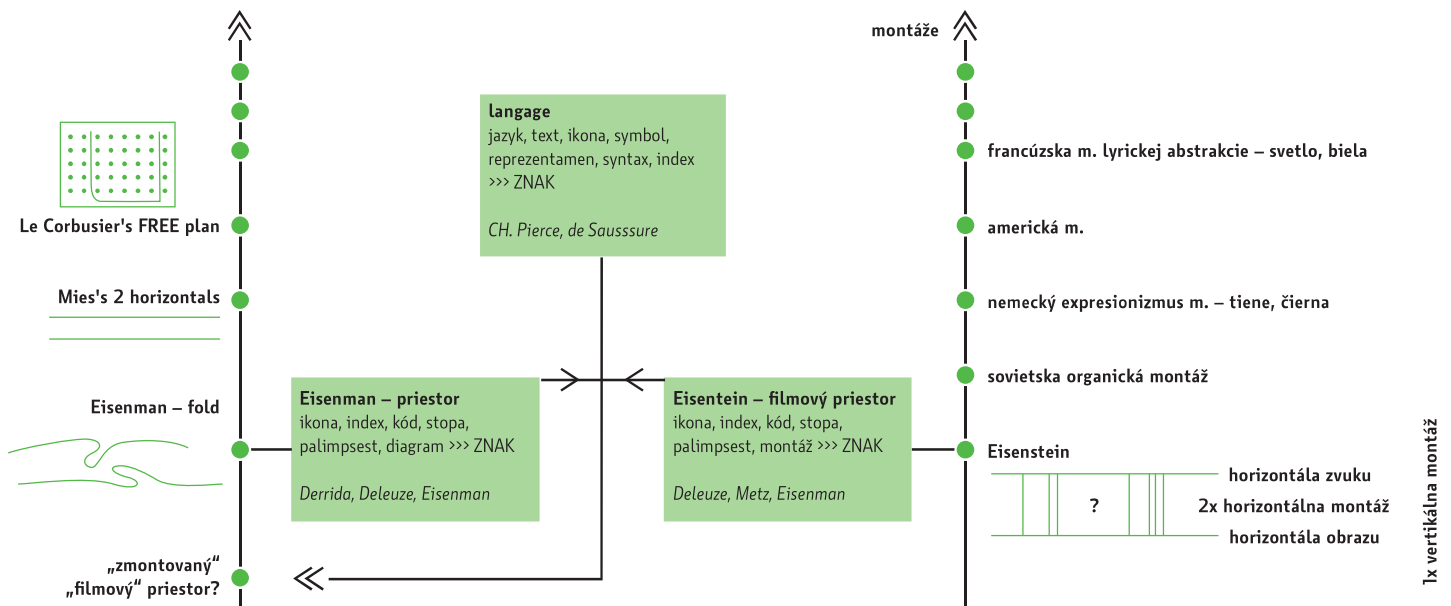 montáže
langage
jazyk, text, ikona, symbol,
reprezentamen, syntax, index
>>> ZNAK
CH. Pierce, de Sausssure
Le Corbusier's FREE plan
Mies's 2 horizontals
Eisenman – fold
„zmontovaný“
„filmový“ priestor?
Eisenman – priestor
ikona, index, kód, stopa,
palimpsest, diagram >>> ZNAK
Derrida, Deleuze, Eisenman
Eisentein – filmový priestor
ikona, index, kód, stopa,
palimpsest, montáž >>> ZNAK
Deleuze, Metz, Eisenman
francúzska m. lyrickej abstrakcie – svetlo, biela
americká m.
nemecký expresionizmus m. – tiene, čierna
sovietska organická montáž
Eisenstein
horizontála zvuku
?
2x horizontálna montáž
horizontála obrazu
1x vertikálna montáž